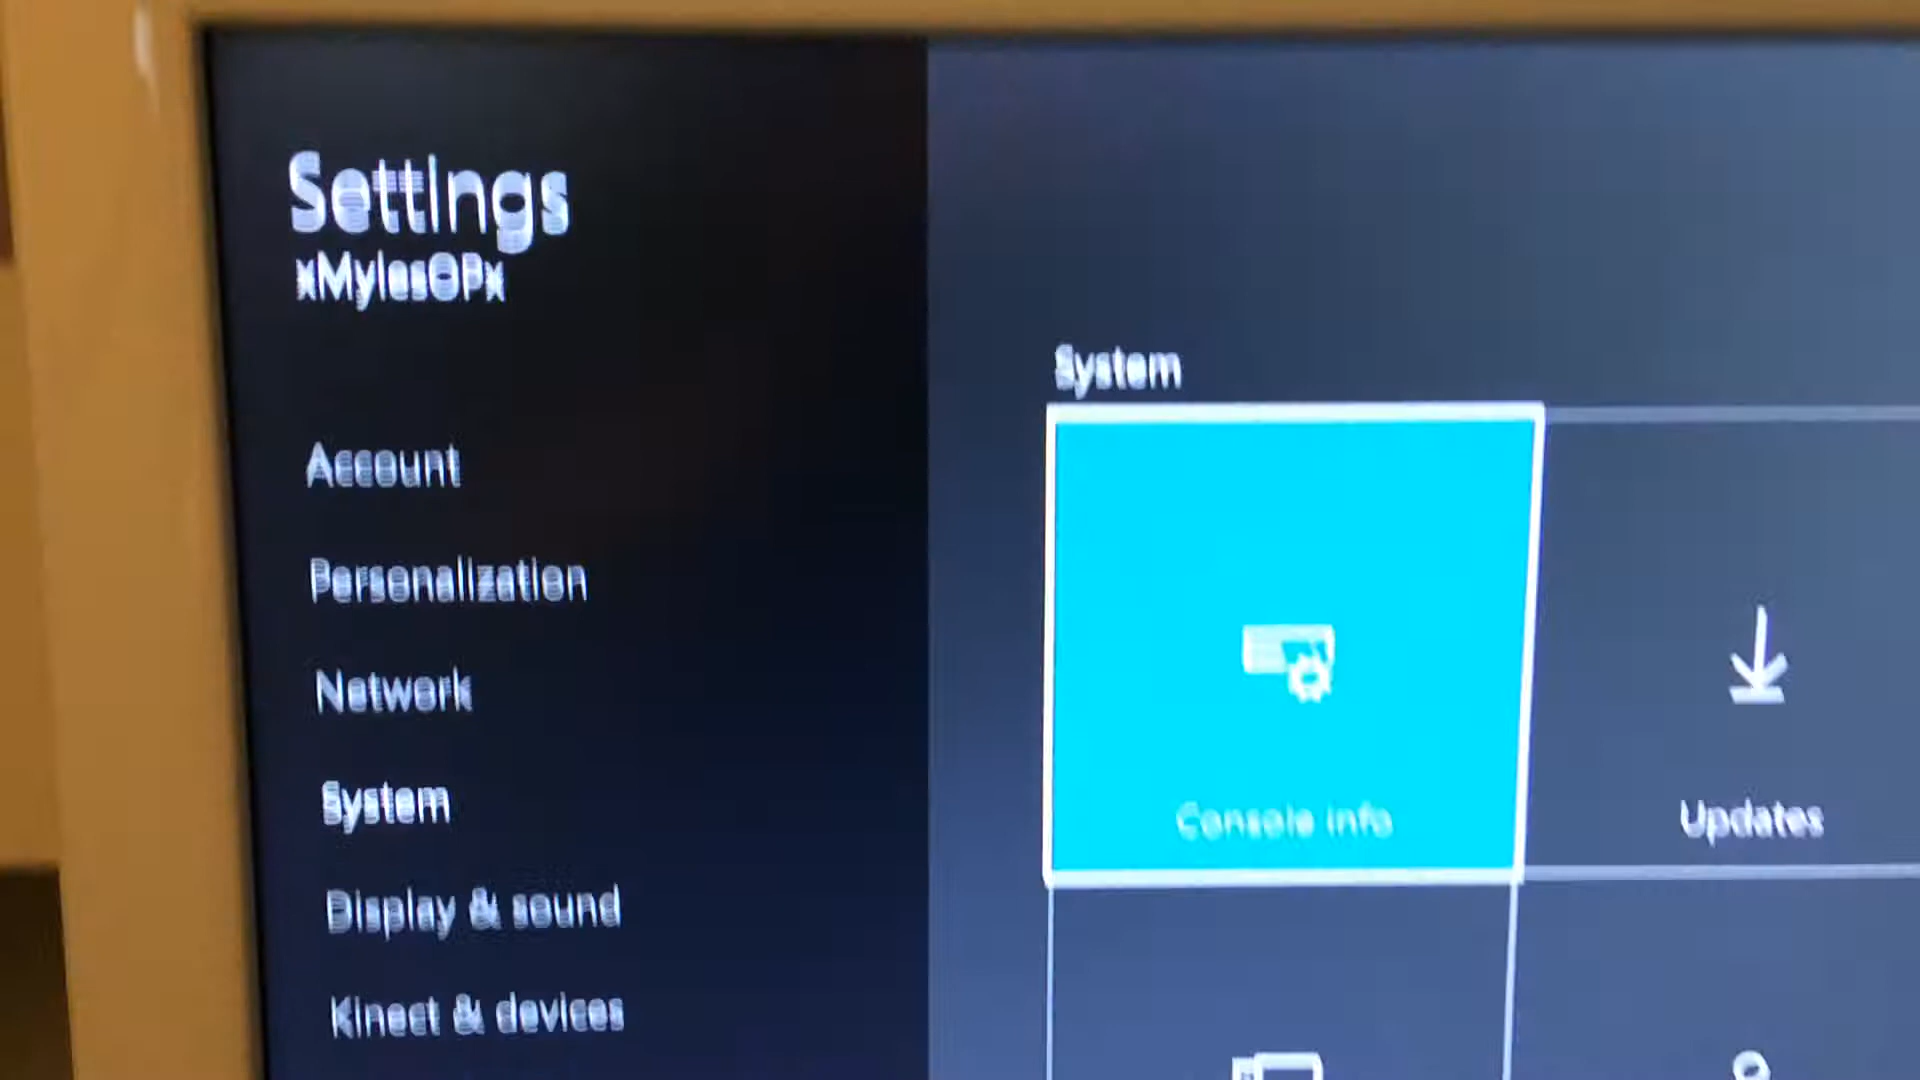 Settings
xMylesOPx
Account
Personalization
Network
System
Display & sound
Kinect & devices
System
Console info
Updates